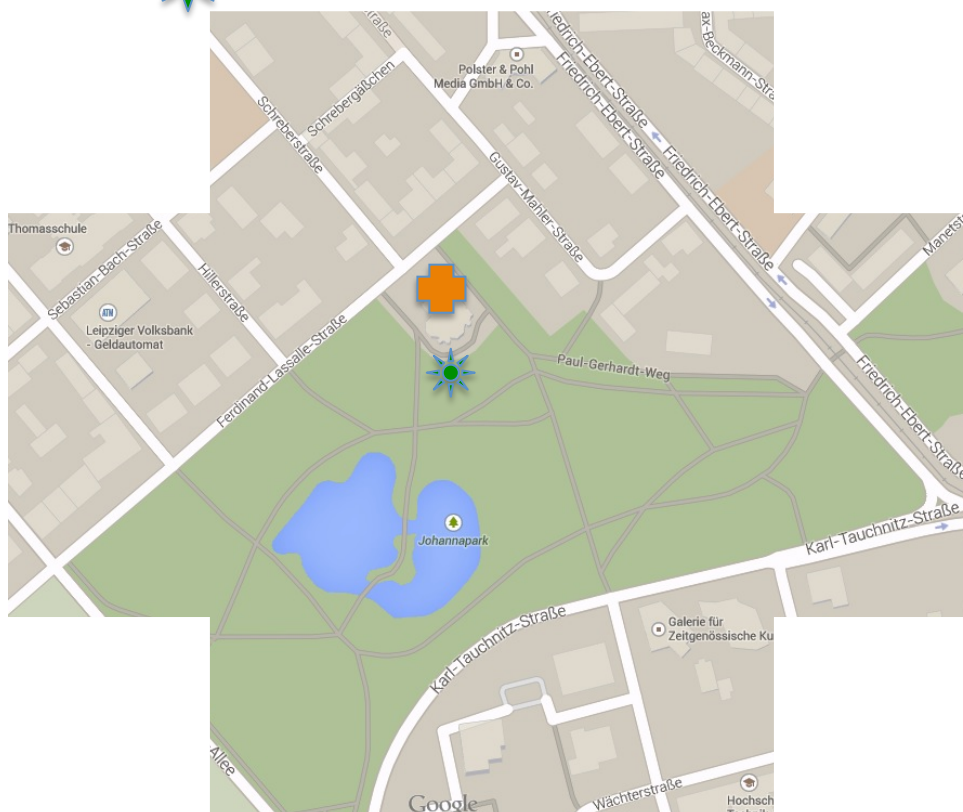 Polster & Pohl
Media GmbH & Co.
Friedrich-Ebert-Straße
Friedrich-Ebert-Straße
Friedrich-Ebert-Straße
Schrebergäßchen
Schreberstraße
Gustav-Mahler-Straße
Thomasschule
Sebastian-Bach-Straße
Hillerstraße
ATM
Leipziger Volksbank
- Geldautomat
Ferdinand-Lassalle-Straße
Paul-Gerhardt-Weg
Friedrich-Ebert-Straße
Johannapark
Karl-Tauchnitz-Straße
Karl-Tauchnitz-Straße
Galerie für
Zeitgenössische Ku
Allee
Google
Wächterstraße
Hochsch